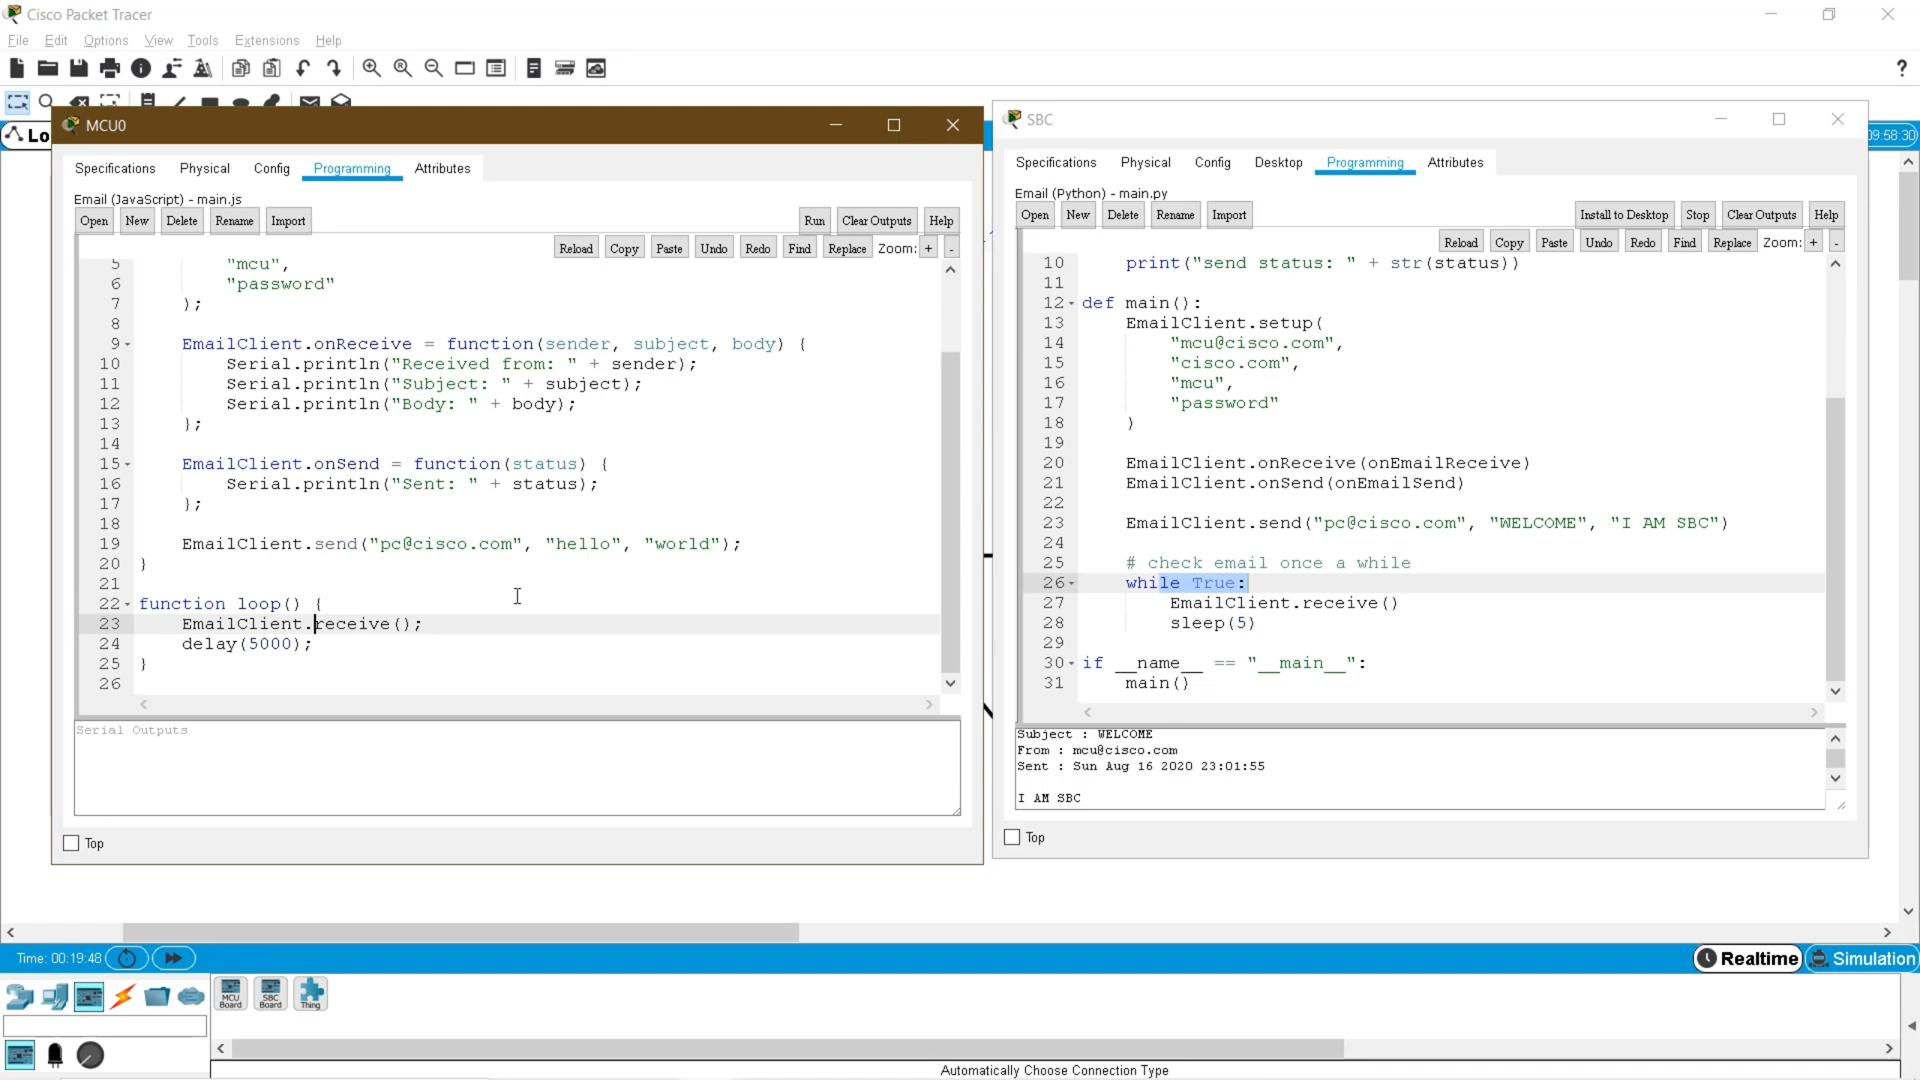 Cisco Packet Tracer
File Edit Options View Tools Extensions Help
?
Lo
09:58:30
MCU0
Specifications Physical Config Programming Attributes
Email (JavaScript) - main.js
Open New Delete Rename Import Run Clear Outputs Help
Reload Copy Paste Undo Redo Find Replace Zoom: + -
5 "mcu",
6 "password"
7 );
8
9 EmailClient.onReceive = function(sender, subject, body) {
10 Serial.println("Received from: " + sender);
11 Serial.println("Subject: " + subject);
12 Serial.println("Body: " + body);
13 };
14
15 EmailClient.onSend = function(status) {
16 Serial.println("Sent: " + status);
17 };
18
19 EmailClient.send("pc@cisco.com", "hello", "world");
20 }
21
22 function loop() {
23 EmailClient.receive();
24 delay(5000);
25 }
26
Serial Outputs
Top
SBC
Specifications Physical Config Desktop Programming Attributes
Email (Python) - main.py
Open New Delete Rename Import Install to Desktop Stop Clear Outputs Help
Reload Copy Paste Undo Redo Find Replace Zoom: + -
10 print("send status: " + str(status))
11
12 def main():
13 EmailClient.setup(
14 "mcu@cisco.com",
15 "cisco.com",
16 "mcu",
17 "password"
18 )
19
20 EmailClient.onReceive(onEmailReceive)
21 EmailClient.onSend(onEmailSend)
22
23 EmailClient.send("pc@cisco.com", "WELCOME", "I AM SBC")
24
25 # check email once a while
26 while True:
27 EmailClient.receive()
28 sleep(5)
29
30 if __name__ == "__main__":
31 main()
Subject : WELCOME
From : mcu@cisco.com
Sent : Sun Aug 16 2020 23:01:55
I AM SBC
Top
Time: 00:19:48
Realtime Simulation
MCU Board
SBC Board
Thing
Automatically Choose Connection Type